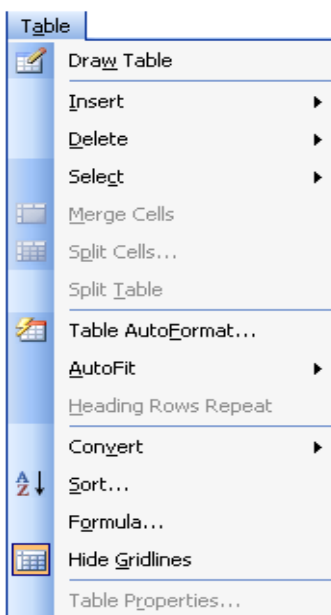 Table
Draw Table
Insert
Delete
Select
Merge Cells
Split Cells...
Split Table
Table AutoFormat...
AutoFit
Heading Rows Repeat
Convert
Sort...
Formula...
Hide Gridlines
Table Properties...